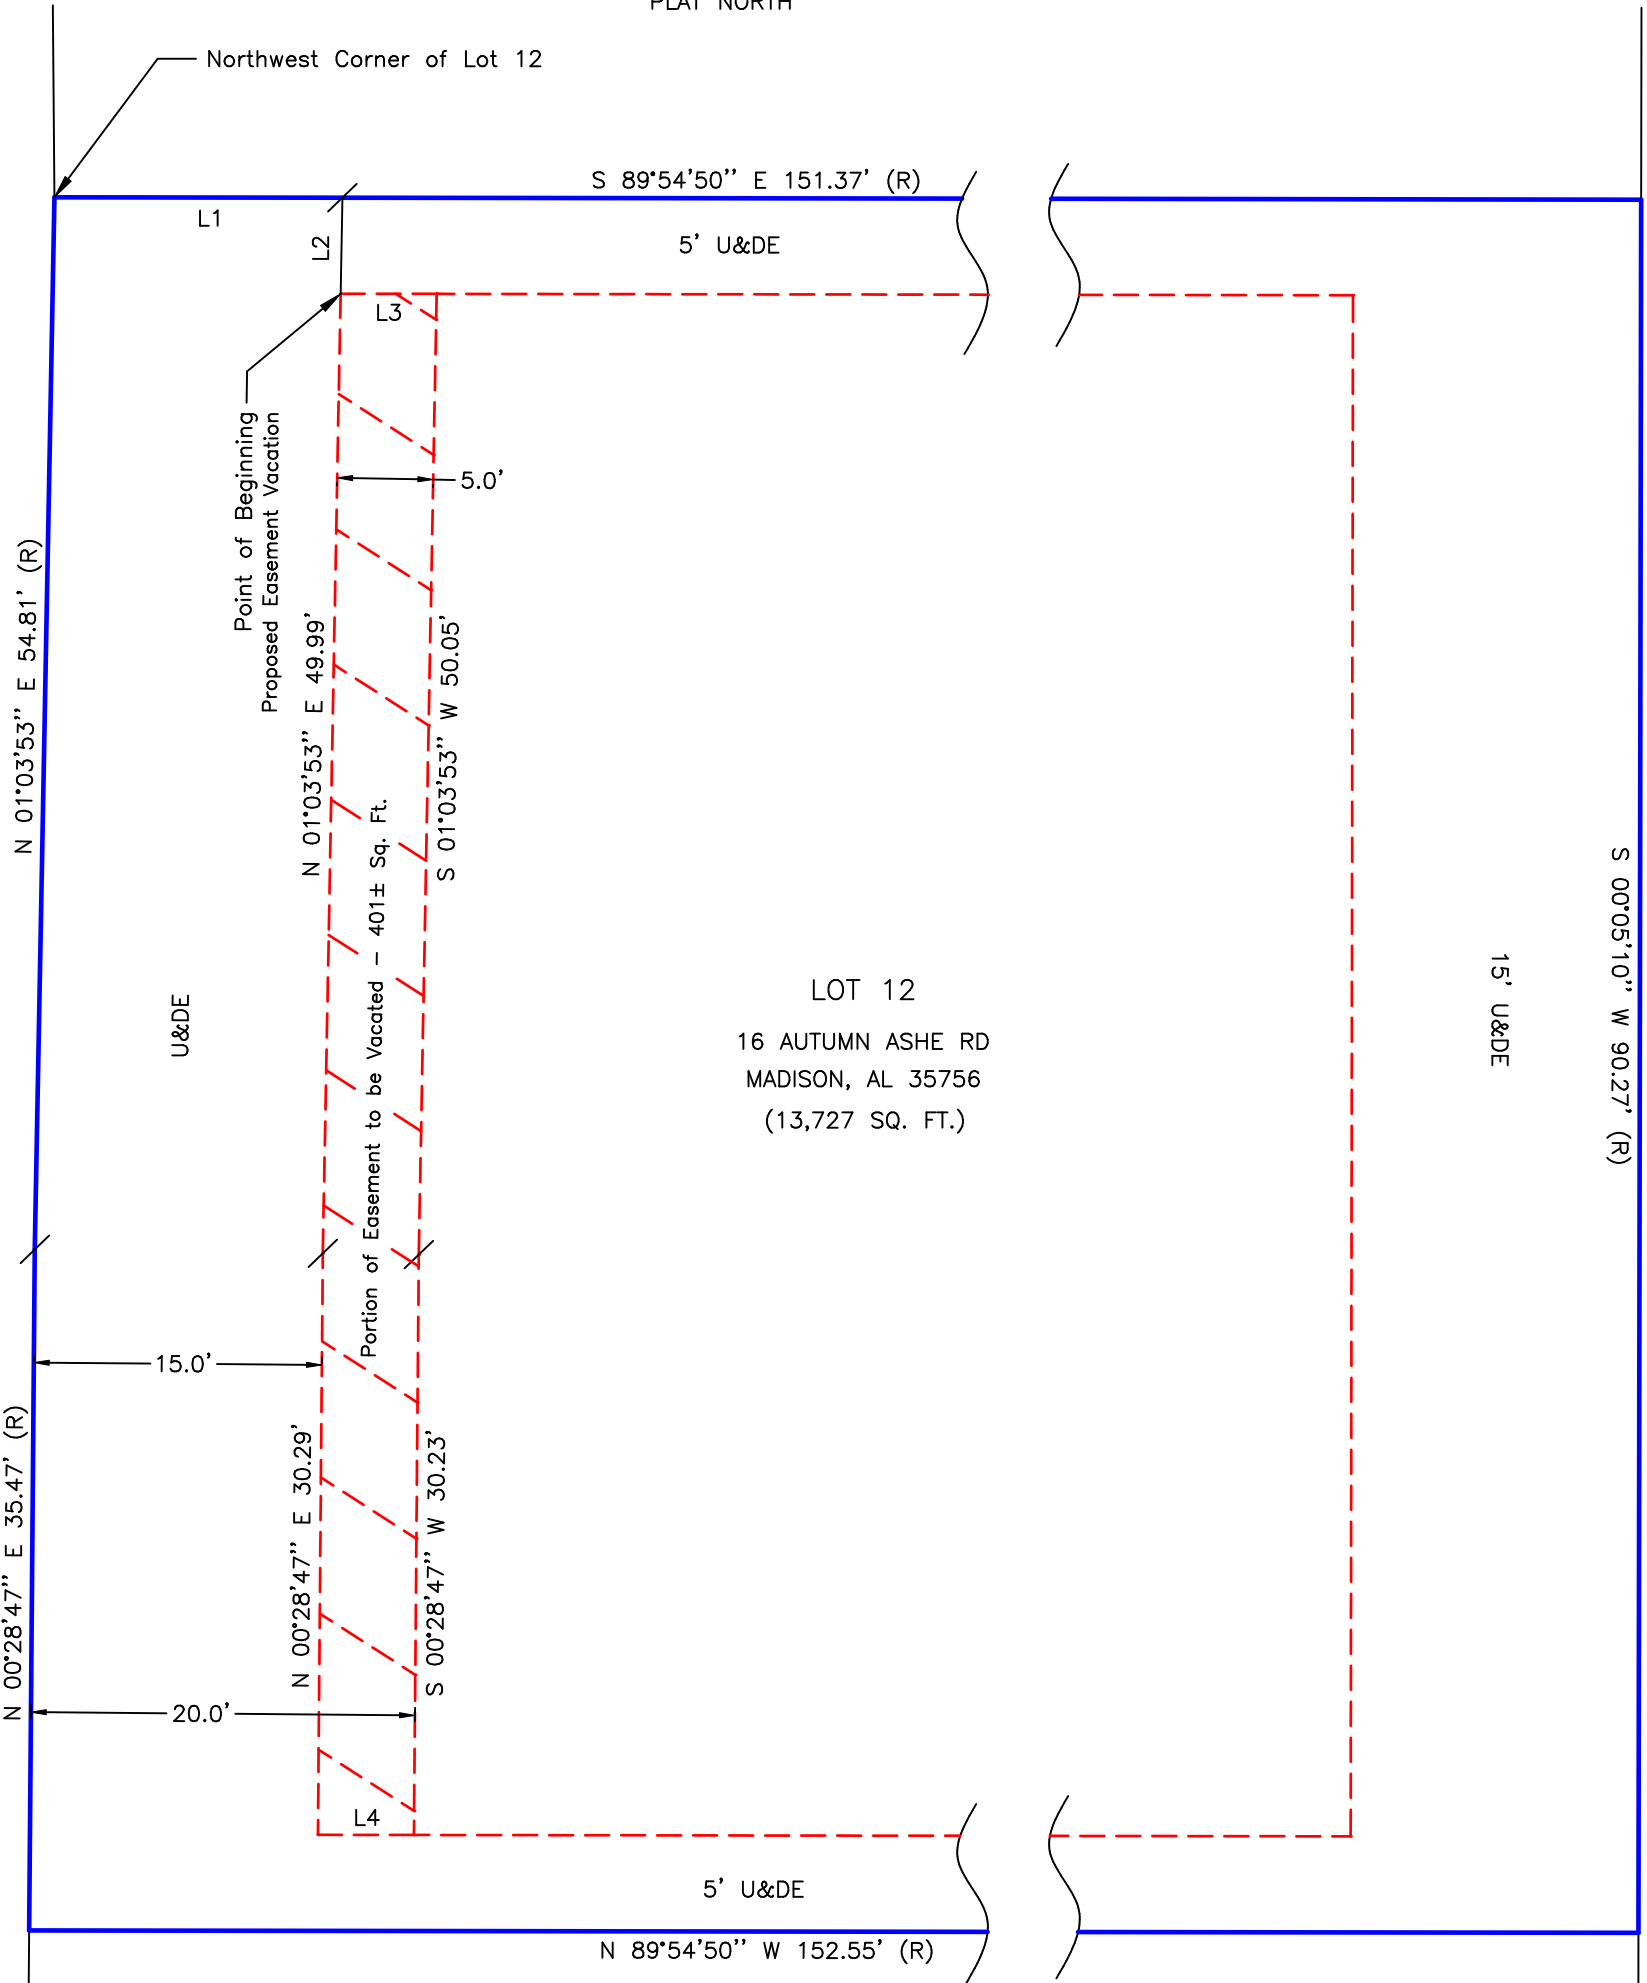 PLAT NORTH
Northwest Corner of Lot 12
S 89°54'50" E 151.37' (R)
L1
L2
5' U&DE
L3
Point of Beginning
Proposed Easement Vacation
5.0'
N 01°03'53" E 54.81' (R)
N 01°03'53" E 49.99'
S 01°03'53" W 50.05'
Portion of Easement to be Vacated - 401± Sq. Ft.
U&DE
LOT 12
16 AUTUMN ASHE RD
MADISON, AL 35756
(13,727 SQ. FT.)
15' U&DE
S 00°05'10" W 90.27' (R)
15.0'
N 00°28'47" E 35.47' (R)
N 00°28'47" E 30.29'
S 00°28'47" W 30.23'
20.0'
L4
5' U&DE
N 89°54'50" W 152.55' (R)